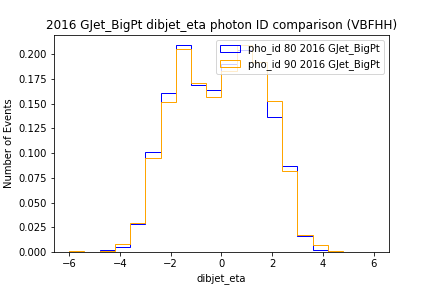 2016 GJet_BigPt dibjet_eta photon ID comparison (VBFHH)
pho_id 80 2016 GJet_BigPt
pho_id 90 2016 GJet_BigPt
Number of Events
0.200
0.175
0.150
0.125
0.100
0.075
0.050
0.025
0.000
−6 −4 −2 0 2 4 6
dibjet_eta